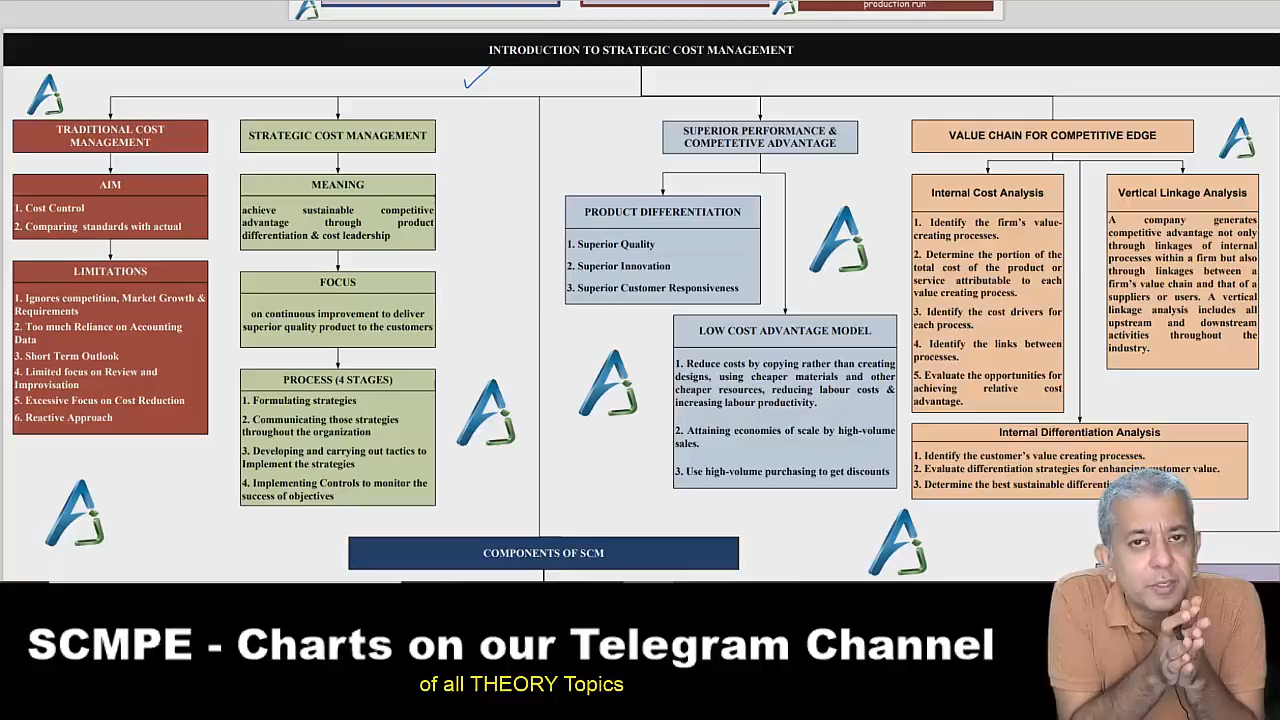 production run
INTRODUCTION TO STRATEGIC COST MANAGEMENT
TRADITIONAL COST
MANAGEMENT
AIM
1. Cost Control
2. Comparing standards with actual
LIMITATIONS
1. Ignores competition, Market Growth &
Requirements
2. Too much Reliance on Accounting
Data
3. Short Term Outlook
4. Limited focus on Review and
Improvisation
5. Excessive Focus on Cost Reduction
6. Reactive Approach
STRATEGIC COST MANAGEMENT
MEANING
achieve sustainable competitive
advantage through product
differentiation & cost leadership
FOCUS
on continuous improvement to deliver
superior quality product to the customers
PROCESS (4 STAGES)
1. Formulating strategies
2. Communicating those strategies
throughout the organization
3. Developing and carrying out tactics to
Implement the strategies
4. Implementing Controls to monitor the
success of objectives
SUPERIOR PERFORMANCE &
COMPETETIVE ADVANTAGE
PRODUCT DIFFERENTIATION
1. Superior Quality
2. Superior Innovation
3. Superior Customer Responsiveness
LOW COST ADVANTAGE MODEL
1. Reduce costs by copying rather than creating
designs, using cheaper materials and other
cheaper resources, reducing labour costs &
increasing labour productivity.
2. Attaining economies of scale by high-volume
sales.
3. Use high-volume purchasing to get discounts
VALUE CHAIN FOR COMPETITIVE EDGE
Internal Cost Analysis
1. Identify the firm's value-
creating processes.
2. Determine the portion of the
total cost of the product or
service attributable to each
value creating process.
3. Identify the cost drivers for
each process.
4. Identify the links between
processes.
5. Evaluate the opportunities for
achieving relative cost
advantage.
Vertical Linkage Analysis
A company generates
competitive advantage not only
through linkages of internal
processes within a firm but also
through linkages between a
firm's value chain and that of a
suppliers or users. A vertical
linkage analysis includes all
upstream and downstream
activities throughout the
industry.
Internal Differentiation Analysis
1. Identify the customer's value creating processes.
2. Evaluate differentiation strategies for enhancing customer value.
3. Determine the best sustainable
COMPONENTS OF SCM
SCMPE - Charts on our Telegram Channel
of all THEORY Topics